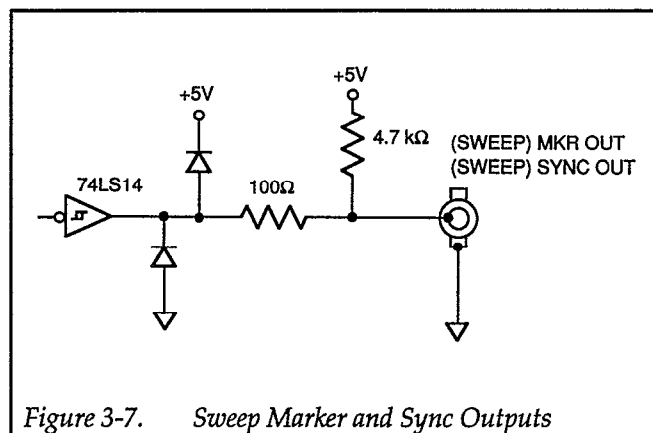 +5V
+5V
74LS14
100Ω
4.7 kΩ
(SWEEP) MKR OUT
(SWEEP) SYNC OUT
Figure 3-7. Sweep Marker and Sync Outputs